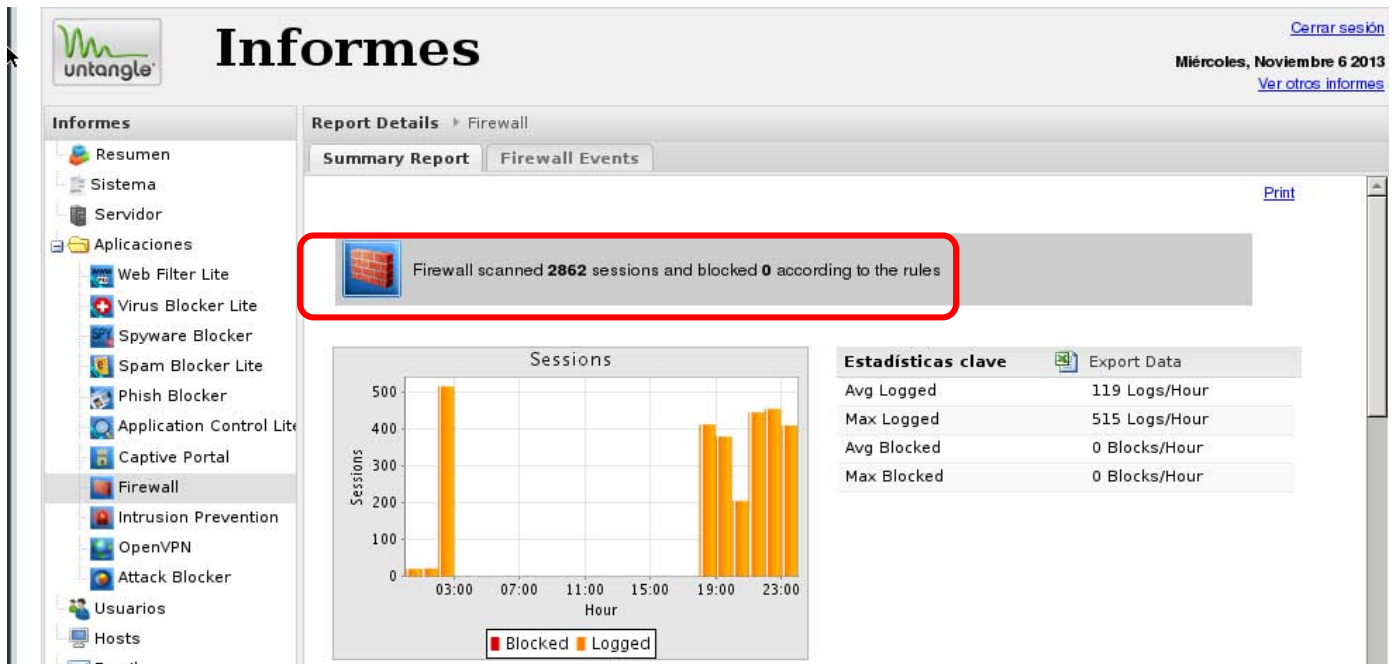 untangle
Informes
Cerrar sesión
Miércoles, Noviembre 6 2013
Ver otros informes
Informes
Resumen
Sistema
Servidor
Aplicaciones
Web Filter Lite
Virus Blocker Lite
Spyware Blocker
Spam Blocker Lite
Phish Blocker
Application Control Lite
Captive Portal
Firewall
Intrusion Prevention
OpenVPN
Attack Blocker
Usuarios
Hosts
Report Details Firewall
Summary Report Firewall Events
Print
Firewall scanned 2862 sessions and blocked 0 according to the rules
Sessions
Sessions
500
400
300
200
100
0
03:00 07:00 11:00 15:00 19:00 23:00
Hour
Blocked Logged
Estadísticas clave Export Data
Avg Logged 119 Logs/Hour
Max Logged 515 Logs/Hour
Avg Blocked 0 Blocks/Hour
Max Blocked 0 Blocks/Hour